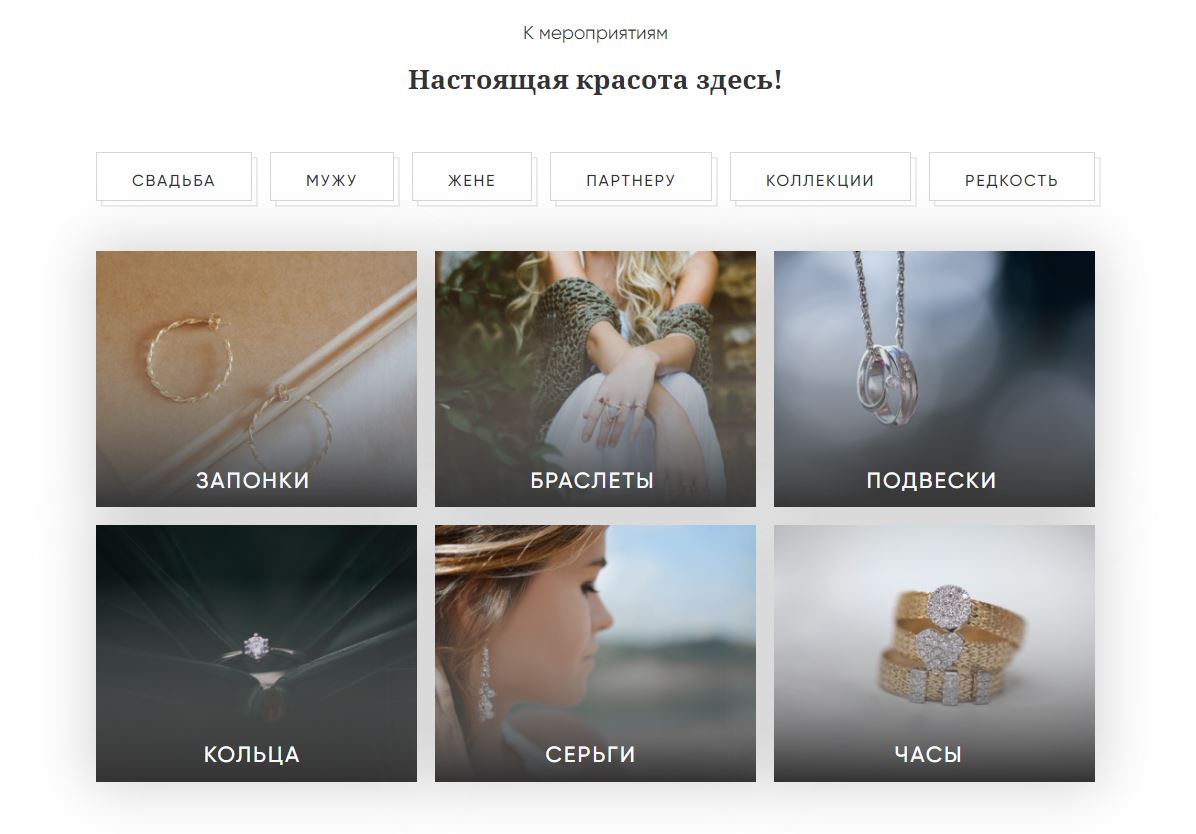 К мероприятиям
Настоящая красота здесь!
СВАДЬБА МУЖУ ЖЕНЕ ПАРТНЕРУ КОЛЛЕКЦИИ РЕДКОСТЬ
ЗАПОНКИ БРАСЛЕТЫ ПОДВЕСКИ
КОЛЬЦА СЕРЬГИ ЧАСЫ